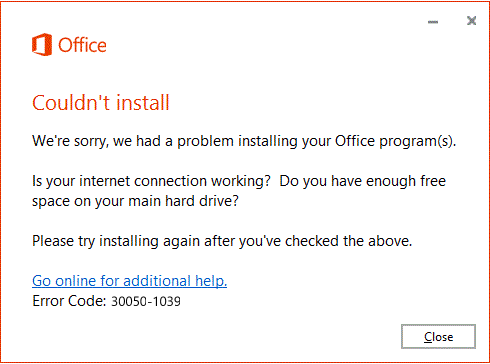 Office
Couldn't install
We're sorry, we had a problem installing your Office program(s).
Is your internet connection working?  Do you have enough free
space on your main hard drive?
Please try installing again after you've checked the above.
Go online for additional help.
Error Code: 30050-1039
Close